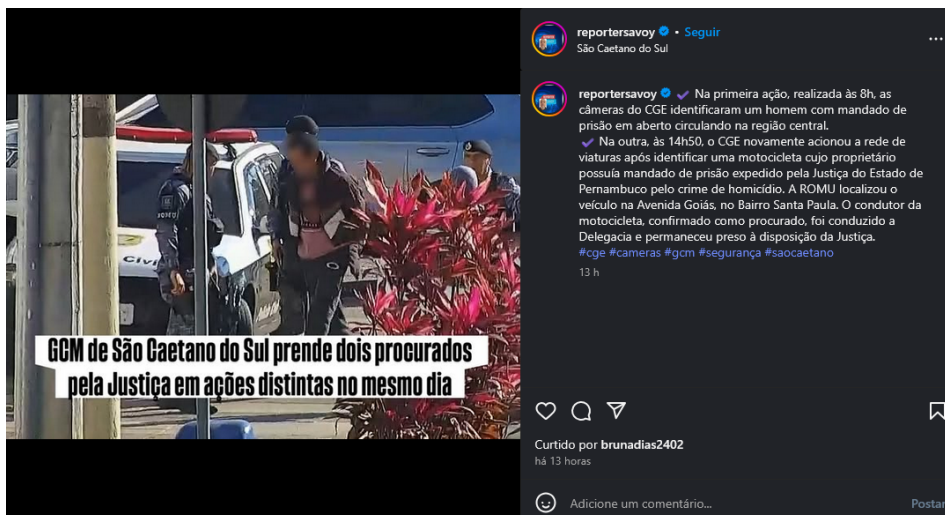 reportersavoy • Seguir
São Caetano do Sul
reportersavoy Na primeira ação, realizada às 8h, as
câmeras do CGE identificaram um homem com mandado de
prisão em aberto circulando na região central.
Na outra, às 14h50, o CGE novamente acionou a rede de
viaturas após identificar uma motocicleta cujo proprietário
possuía mandado de prisão expedido pela Justiça do Estado de
Pernambuco pelo crime de homicídio. A ROMU localizou o
veículo na Avenida Goiás, no Bairro Santa Paula. O condutor da
motocicleta, confirmado como procurado, foi conduzido a
Delegacia e permaneceu preso à disposição da Justiça.
#cge #cameras #gcm #segurança #saocaetano
13 h
ROMU
Civi
GCM de São Caetano do Sul prende dois procurados
pela Justiça em ações distintas no mesmo dia
Curtido por brunadias2402
há 13 horas
Adicione um comentário...
Postar